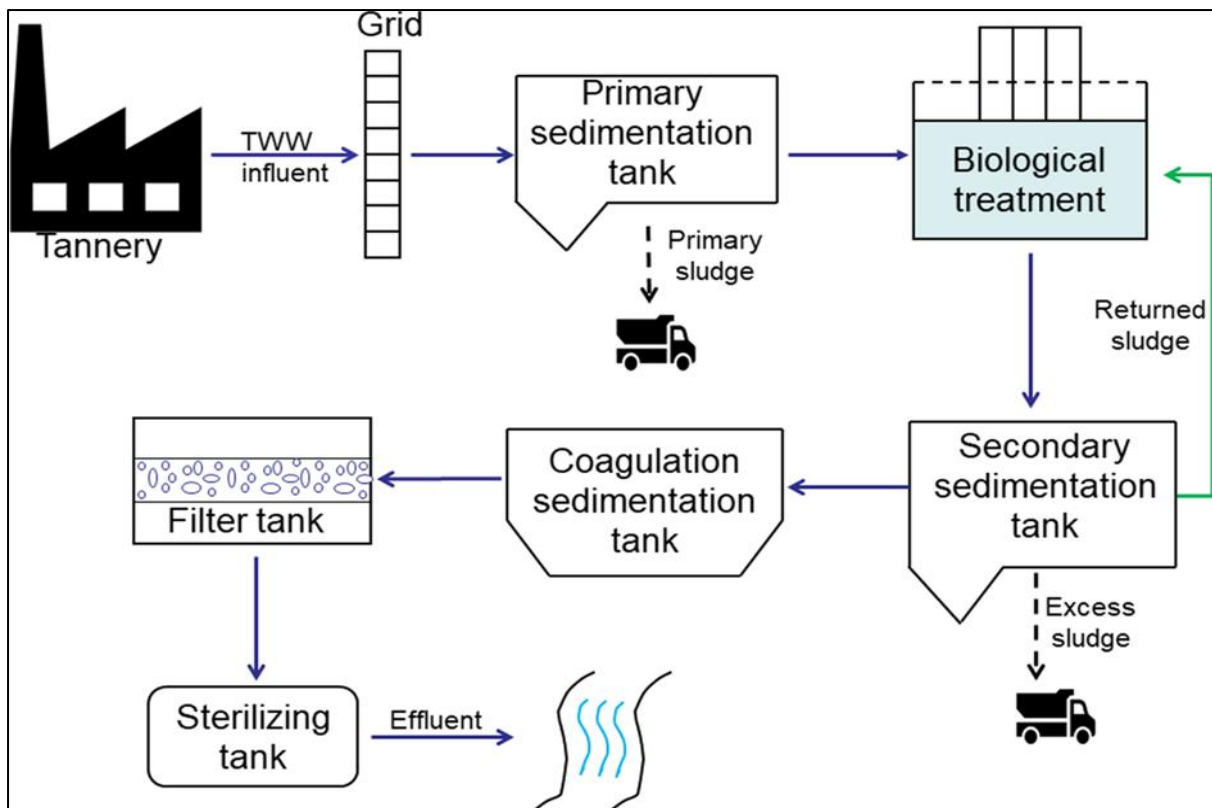 Grid
TWW
influent
Tannery
Primary
sedimentation
tank
Primary
sludge
Biological
treatment
Returned
sludge
Secondary
sedimentation
tank
Excess
sludge
Coagulation
sedimentation
tank
Filter tank
Sterilizing
tank
Effluent